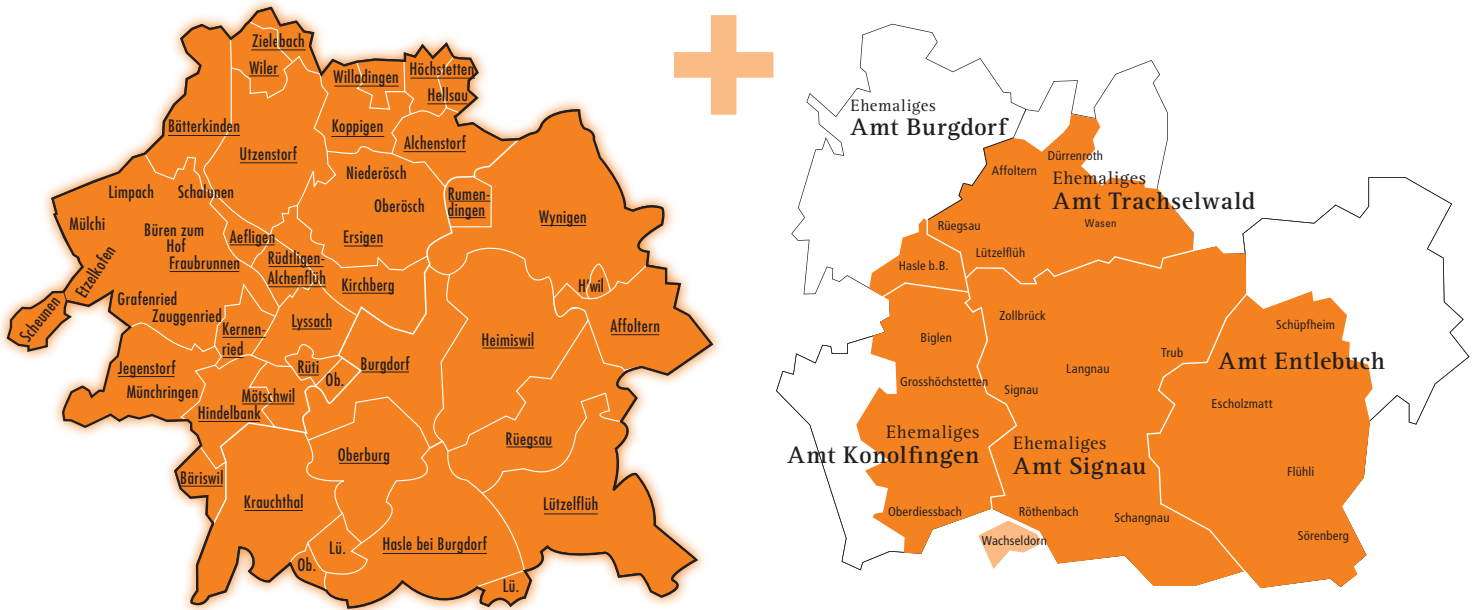 Zielebach
Wiler
Willadingen
Höchstetten
Hellsau
Bätterkinden
Koppigen
Alchenstorf
Utzenstorf
Niederösch
Limpach
Schalunen
Oberösch
Rumen-
dingen
Wynigen
Mülchi
Büren zum
Hof
Fraubrunnen
Aefligen
Ersigen
Etzelkofen
Rüdtligen-
Alchenflüh
Kirchberg
H'wil
Scheunen
Grafenried
Zauggenried
Kernen-
ried
Lyssach
Heimiswil
Affoltern
Jegenstorf
Münchringen
Rüti
Ob.
Burgdorf
Mötschwil
Hindelbank
Oberburg
Rüegsau
Bäriswil
Krauchthal
Lützelflüh
Lü.
Hasle bei Burgdorf
Ob.
Lü.
Ehemaliges
Amt Burgdorf
Dürrenroth
Affoltern
Ehemaliges
Amt Trachselwald
Wasen
Rüegsau
Lützelflüh
Hasle b.B.
Zollbrück
Schüpfheim
Biglen
Trub
Amt Entlebuch
Langnau
Grosshöchstetten
Signau
Escholzmatt
Ehemaliges
Amt Konolfingen
Ehemaliges
Amt Signau
Flühli
Oberdiessbach
Röthenbach
Schangnau
Wachseldorn
Sörenberg